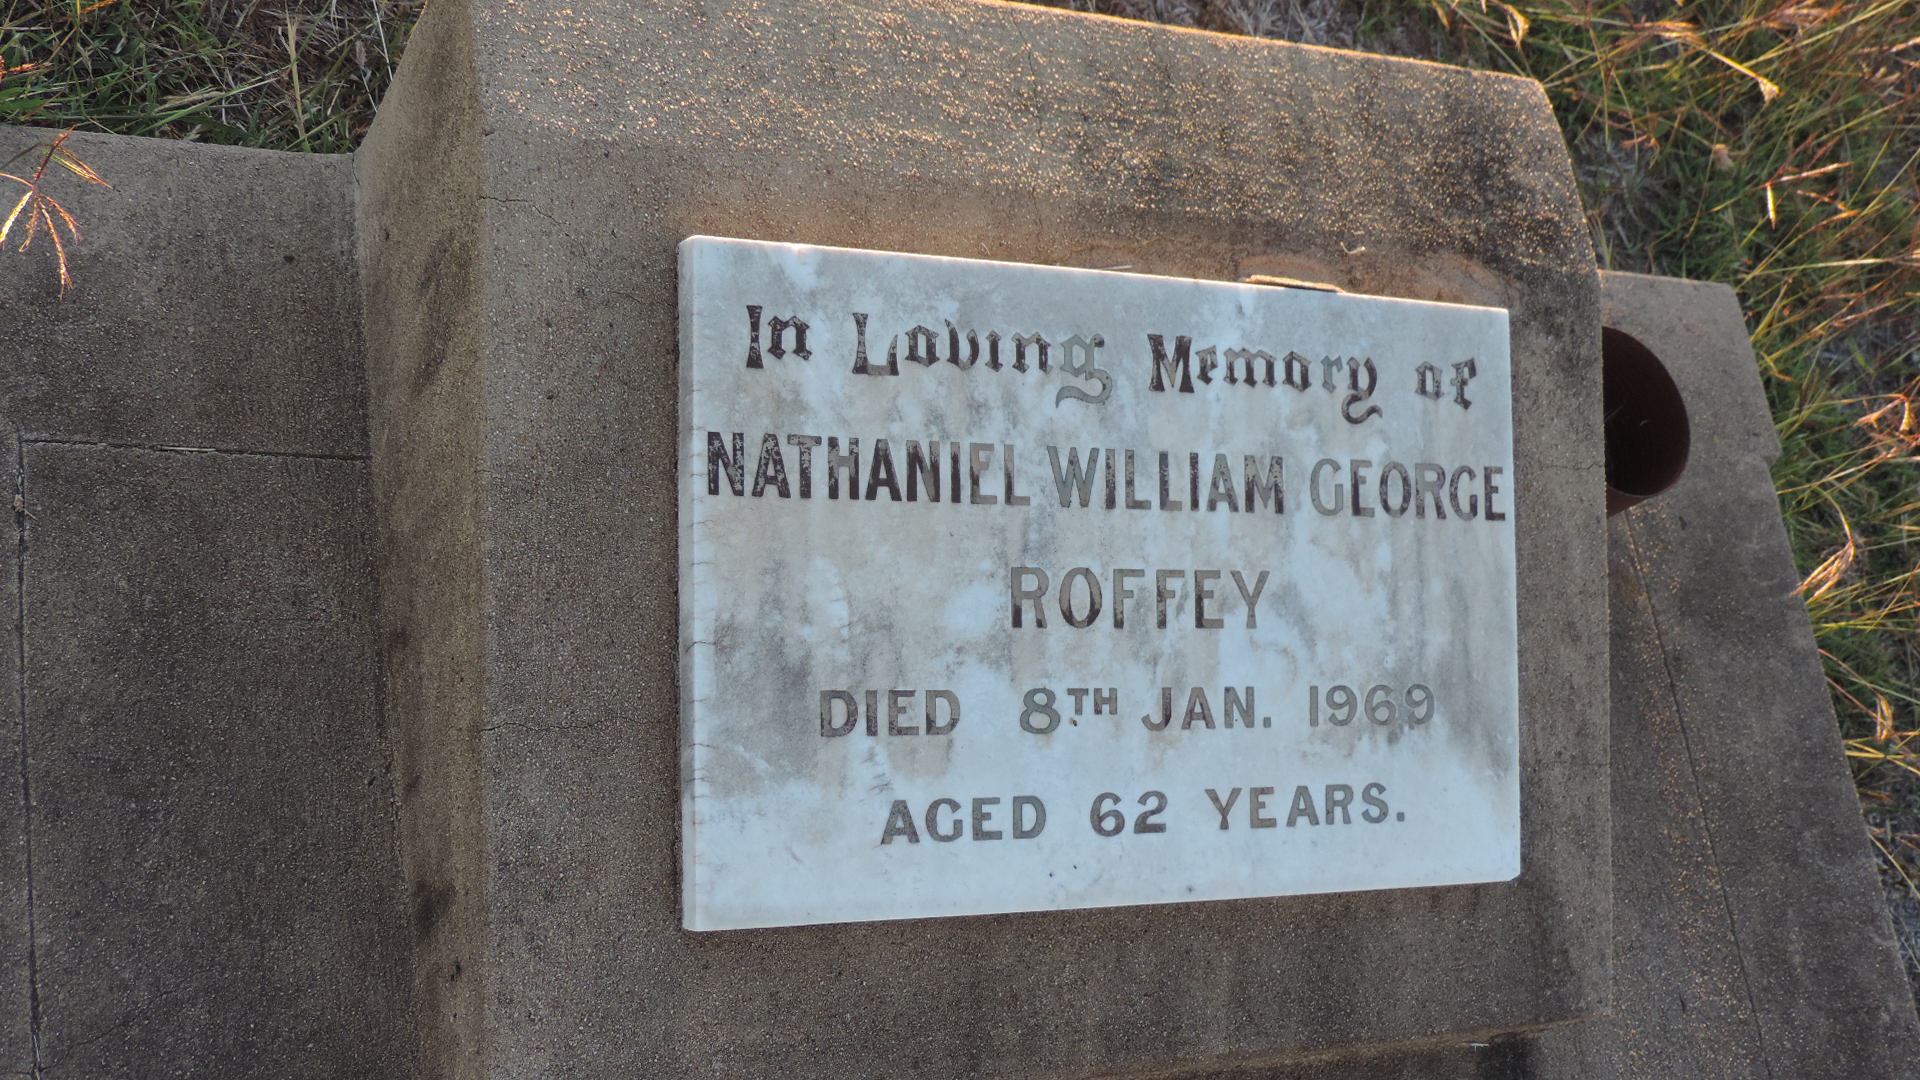 In Loving Memory of
NATHANIEL WILLIAM GEORGE
ROFFEY
DIED 8TH JAN. 1969
AGED 62 YEARS.